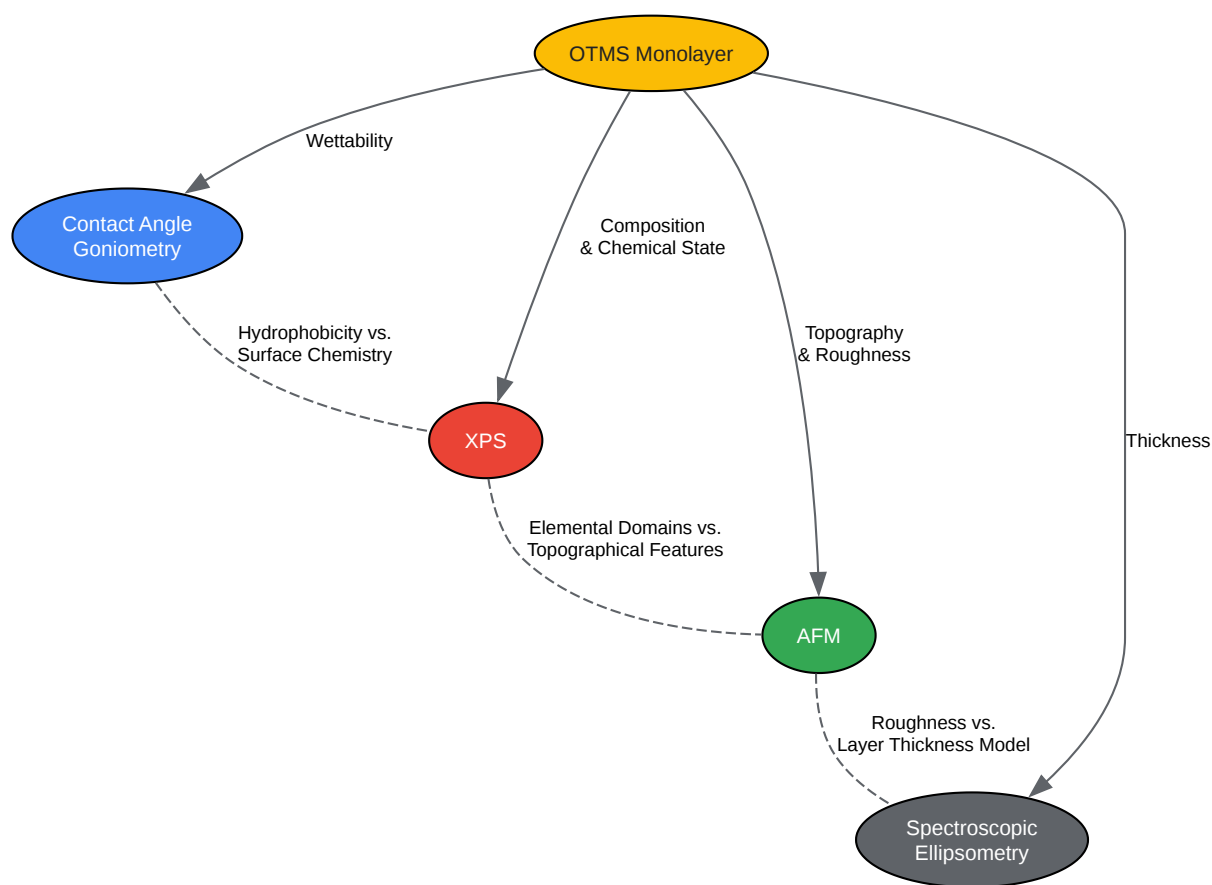 OTMS Monolayer
Wettability
Contact Angle
Goniometry
Composition
& Chemical State
Hydrophobicity vs.
Surface Chemistry
Topography
& Roughness
XPS
Thickness
Elemental Domains vs.
Topographical Features
AFM
Roughness vs.
Layer Thickness Model
Spectroscopic
Ellipsometry